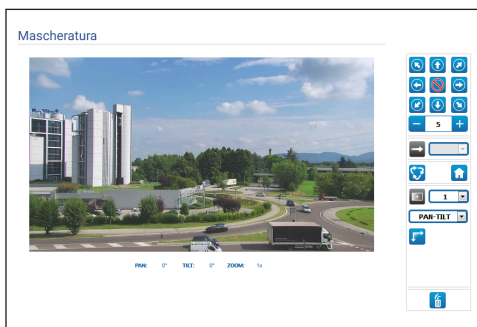 Mascheratura
5
1
PAN-TILT
PAN: 0° TILT: 0° ZOOM: 1x